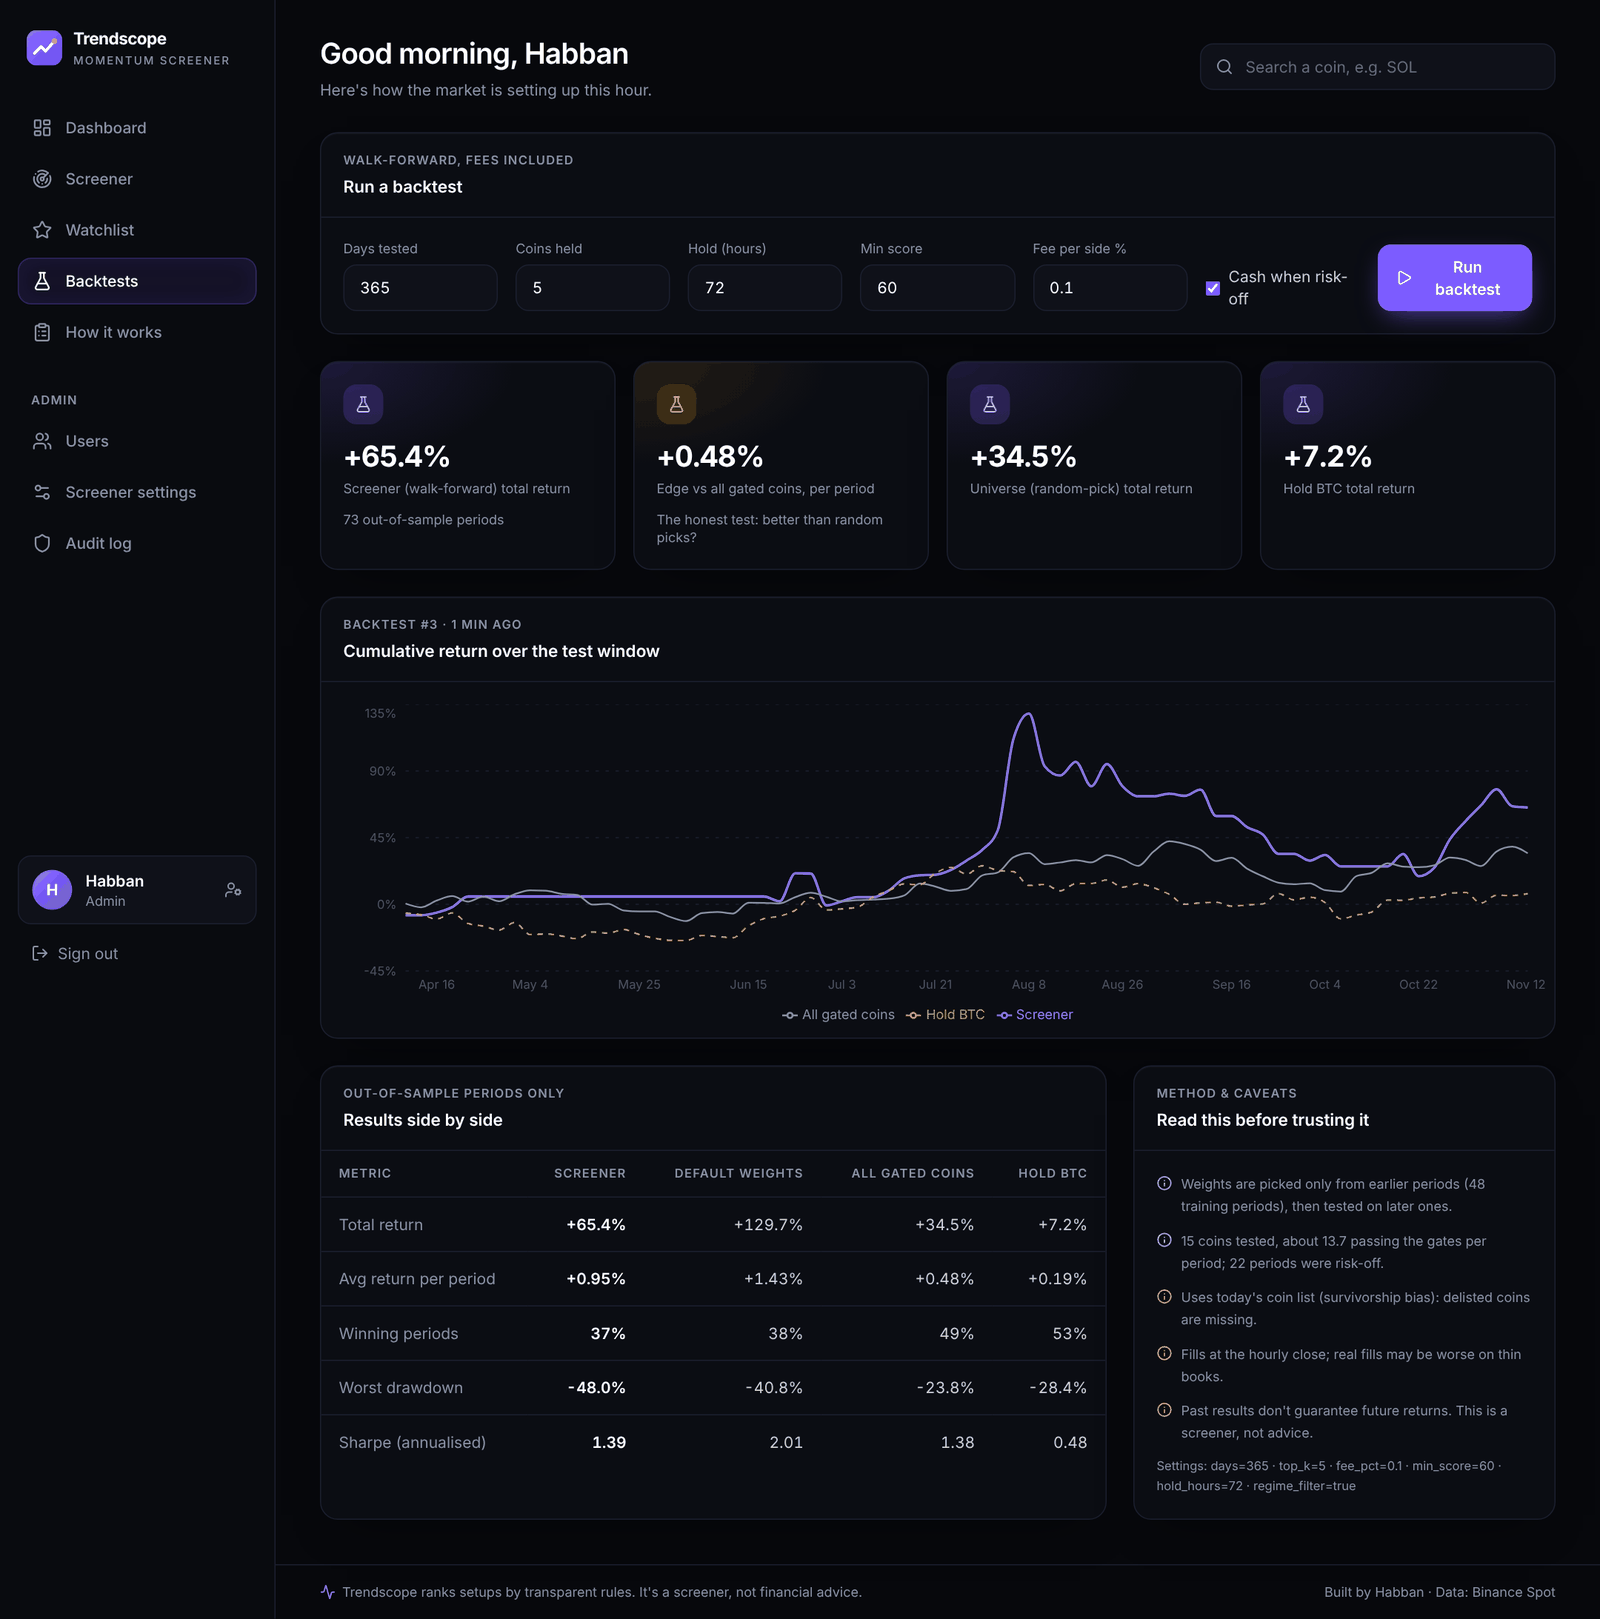 Trendscope
MOMENTUM SCREENER
Dashboard
Screener
Watchlist
Backtests
How it works
ADMIN
Users
Screener settings
Audit log
H
Habban
Admin
Sign out
Good morning, Habban
Here's how the market is setting up this hour.
Search a coin, e.g. SOL
WALK-FORWARD, FEES INCLUDED
Run a backtest
Days tested
365
Coins held
5
Hold (hours)
72
Min score
60
Fee per side %
0.1
Cash when risk-
off
Run
backtest
+65.4%
Screener (walk-forward) total return
73 out-of-sample periods
+0.48%
Edge vs all gated coins, per period
The honest test: better than random
picks?
+34.5%
Universe (random-pick) total return
+7.2%
Hold BTC total return
BACKTEST #3 · 1 MIN AGO
Cumulative return over the test window
135%
90%
45%
0%
-45%
Apr 16 May 4 May 25 Jun 15 Jul 3 Jul 21 Aug 8 Aug 26 Sep 16 Oct 4 Oct 22 Nov 12
All gated coins Hold BTC Screener
OUT-OF-SAMPLE PERIODS ONLY
Results side by side
METRIC SCREENER DEFAULT WEIGHTS ALL GATED COINS HOLD BTC
Total return +65.4% +129.7% +34.5% +7.2%
Avg return per period +0.95% +1.43% +0.48% +0.19%
Winning periods 37% 38% 49% 53%
Worst drawdown -48.0% -40.8% -23.8% -28.4%
Sharpe (annualised) 1.39 2.01 1.38 0.48
METHOD & CAVEATS
Read this before trusting it
Weights are picked only from earlier periods (48
training periods), then tested on later ones.
15 coins tested, about 13.7 passing the gates per
period; 22 periods were risk-off.
Uses today's coin list (survivorship bias): delisted coins
are missing.
Fills at the hourly close; real fills may be worse on thin
books.
Past results don't guarantee future returns. This is a
screener, not advice.
Settings: days=365 · top_k=5 · fee_pct=0.1 · min_score=60 ·
hold_hours=72 · regime_filter=true
Trendscope ranks setups by transparent rules. It's a screener, not financial advice.
Built by Habban · Data: Binance Spot